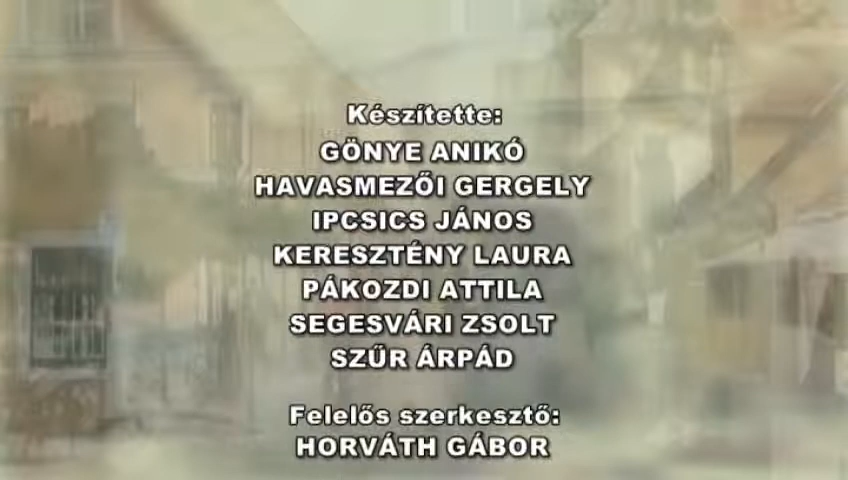 Készítette:
GÖNYE ANIKÓ
HAVASMEZŐI GERGELY
IPCSICS JÁNOS
KERESZTÉNY LAURA
PÁKOZDI ATTILA
SEGESVÁRI ZSOLT
SZŰR ÁRPÁD
Felelős szerkesztő:
HORVÁTH GÁBOR